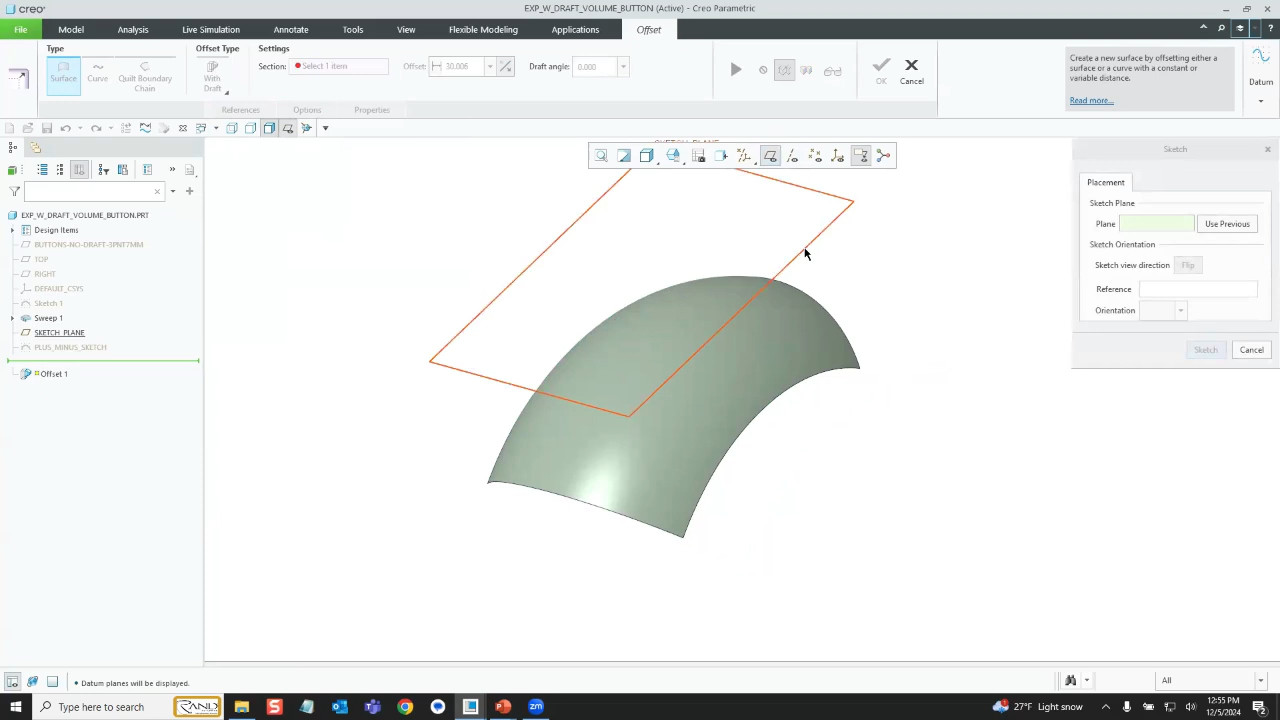 creo
EXP_W_DRAFT_VOLUME_BUTTON (Active) - Creo Parametric
File Model Analysis Live Simulation Annotate Tools View Flexible Modeling Applications Offset
Type Offset Type Settings
Surface Curve Quilt Boundary Chain With Draft
Section: Select 1 item Offset: 30.006 Draft angle: 0.000
OK Cancel
Create a new surface by offsetting either
a surface or a curve with a constant or
variable distance.
Read more...
Datum
References Options Properties
EXP_W_DRAFT_VOLUME_BUTTON.PRT
Design Items
BUTTONS-NO-DRAFT-3PNT7MM
TOP
RIGHT
DEFAULT_CSYS
Sketch 1
Sweep 1
SKETCH_PLANE
PLUS_MINUS_SKETCH
Offset 1
Sketch
Placement
Sketch Plane
Plane Use Previous
Sketch Orientation
Sketch view direction Flip
Reference
Orientation
Sketch Cancel
• Datum planes will be displayed.
All
Type here to search
RAND
zm
27°F Light snow
12:55 PM
12/5/2024